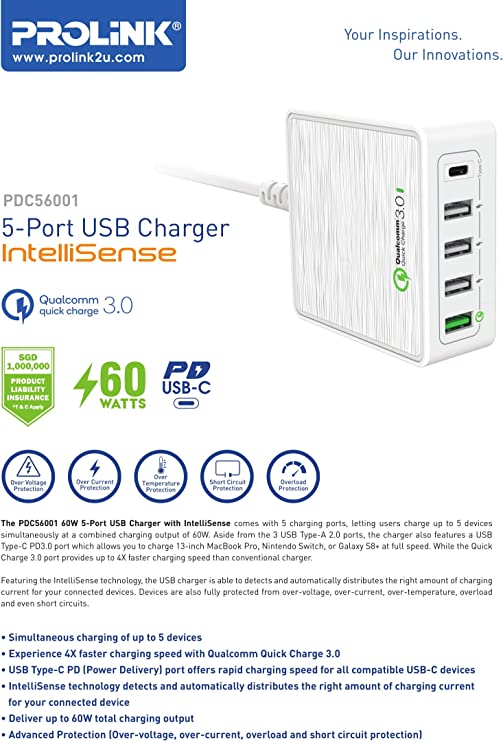 PROLiNK®
www.prolink2u.com
Your Inspirations.
Our Innovations.
Type-C
Qualcomm
Quick Charge 3.0
PDC56001
5-Port USB Charger
IntelliSense
Qualcomm
quick charge 3.0
SGD
1,000,000
PRODUCT
LIABILITY
INSURANCE
*T & C Apply
60
WATTS
PD
USB-C
Over Voltage
Protection
Over Current
Protection
Over
Temperature
Protection
Short Circuit
Protection
Overload
Protection
The PDC56001 60W 5-Port USB Charger with IntelliSense comes with 5 charging ports, letting users charge up to 5 devices
simultaneously at a combined charging output of 60W. Aside from the 3 USB Type-A 2.0 ports, the charger also features a USB
Type-C PD3.0 port which allows you to charge 13-inch MacBook Pro, Nintendo Switch, or Galaxy S8+ at full speed. While the Quick
Charge 3.0 port provides up to 4X faster charging speed than conventional charger.
Featuring the IntelliSense technology, the USB charger is able to detects and automatically distributes the right amount of charging
current for your connected devices. Devices are also fully protected from over-voltage, over-current, over-temperature, overload
and even short circuits.
• Simultaneous charging of up to 5 devices
• Experience 4X faster charging speed with Qualcomm Quick Charge 3.0
• USB Type-C PD (Power Delivery) port offers rapid charging speed for all compatible USB-C devices
• IntelliSense technology detects and automatically distributes the right amount of charging current
for your connected device
• Deliver up to 60W total charging output
• Advanced Protection (Over-voltage, over-current, overload and short circuit protection)